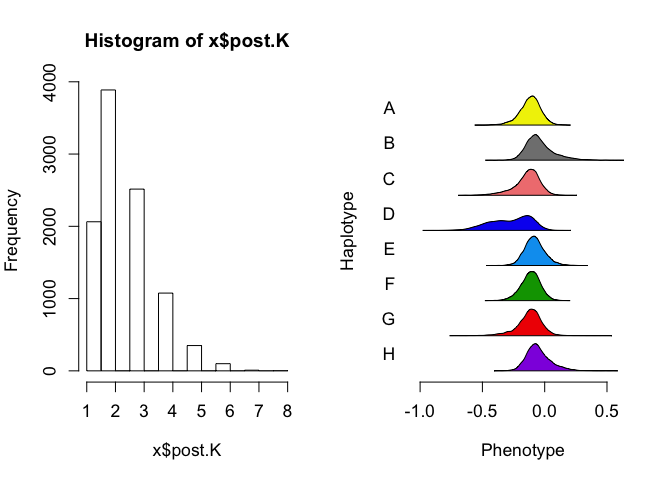 Histogram of x$post.K
Frequency
0
1000
2000
3000
4000
1 2 3 4 5 6 7 8
x$post.K
Haplotype
A
B
C
D
E
F
G
H
-1.0 -0.5 0.0 0.5
Phenotype